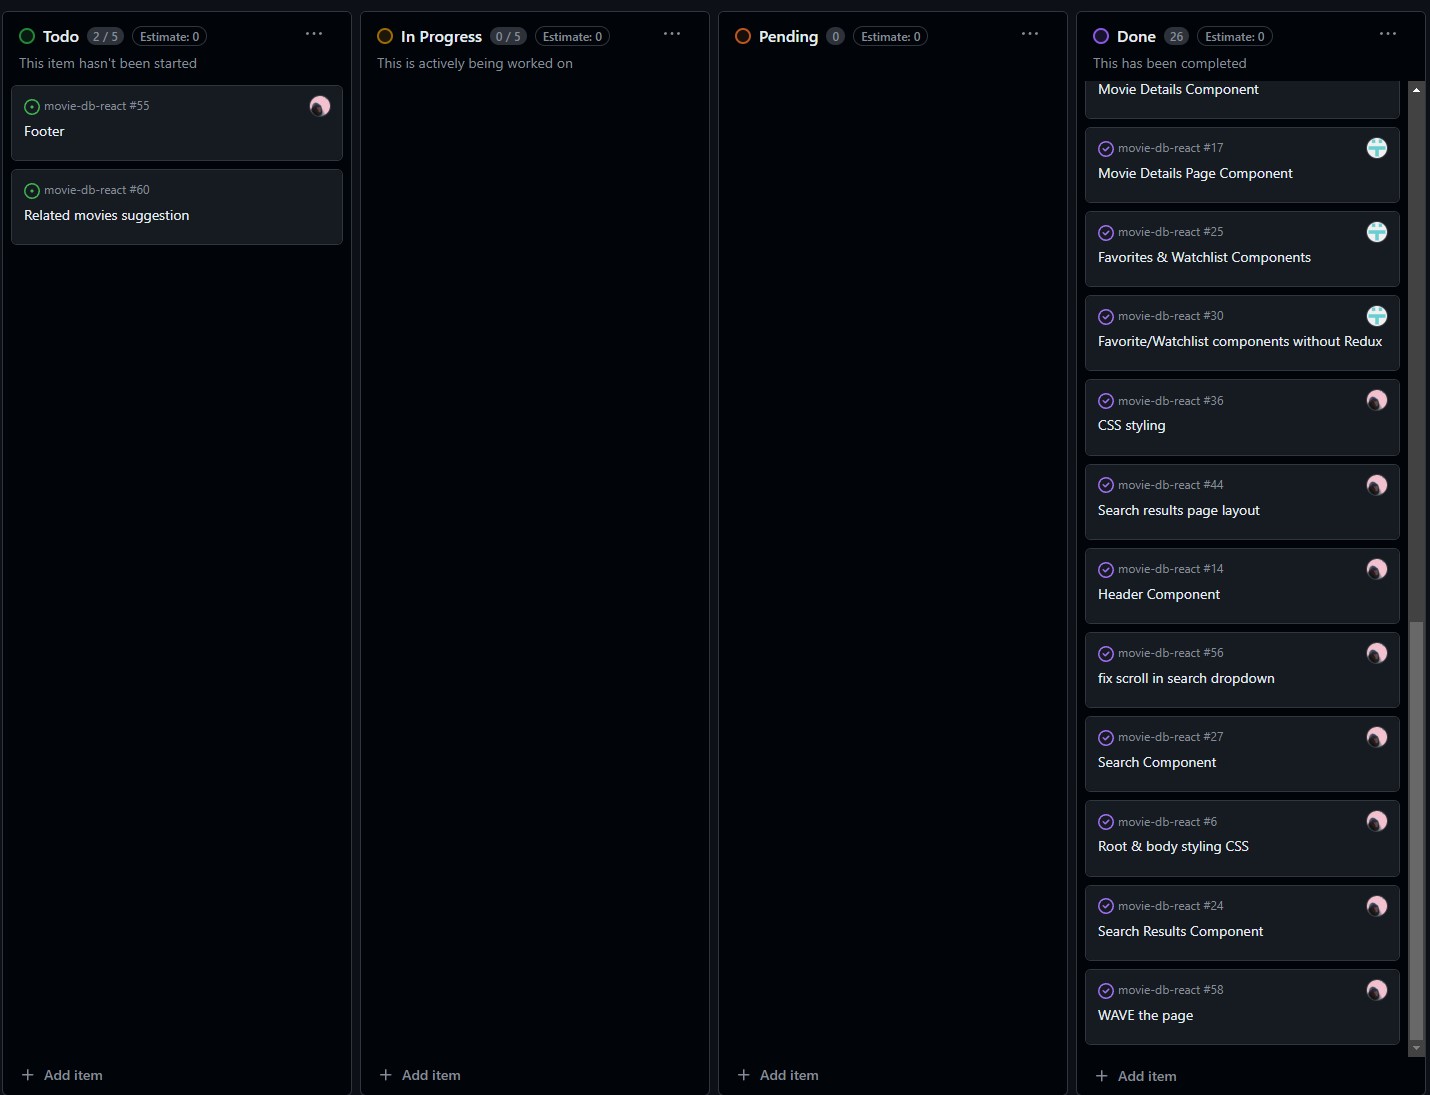 Todo 2 / 5 Estimate: 0
This item hasn't been started
movie-db-react #55
Footer
movie-db-react #60
Related movies suggestion
Add item
In Progress 0 / 5 Estimate: 0
This is actively being worked on
Add item
Pending 0 Estimate: 0
Add item
Done 26 Estimate: 0
This has been completed
Movie Details Component
movie-db-react #17
Movie Details Page Component
movie-db-react #25
Favorites & Watchlist Components
movie-db-react #30
Favorite/Watchlist components without Redux
movie-db-react #36
CSS styling
movie-db-react #44
Search results page layout
movie-db-react #14
Header Component
movie-db-react #56
fix scroll in search dropdown
movie-db-react #27
Search Component
movie-db-react #6
Root & body styling CSS
movie-db-react #24
Search Results Component
movie-db-react #58
WAVE the page
Add item